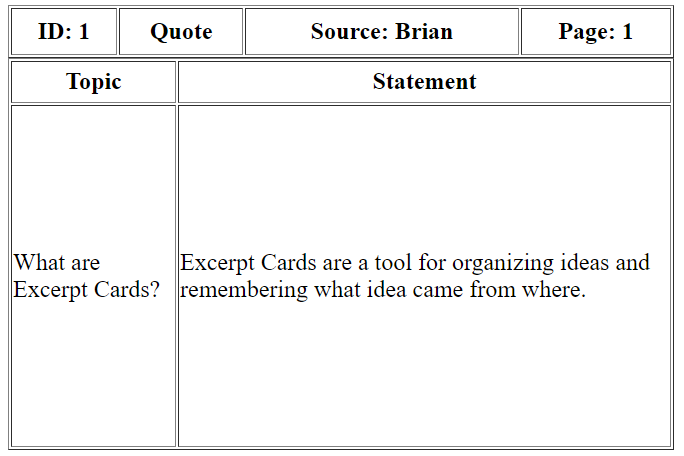 ID: 1 Quote Source: Brian Page: 1
Topic Statement
What are
Excerpt Cards?
Excerpt Cards are a tool for organizing ideas and
remembering what idea came from where.